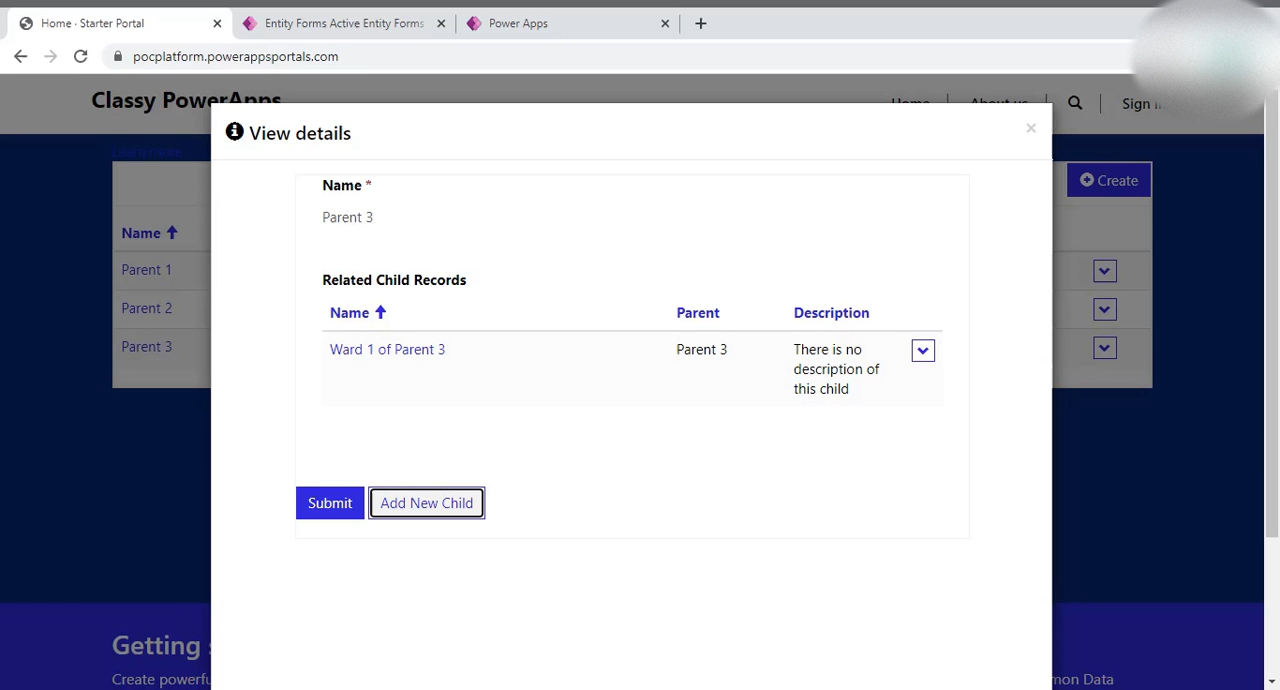 Home - Starter Portal
Entity Forms Active Entity Forms
Power Apps
pocplatform.powerappsportals.com
Classy PowerApps
Home
About us
Sign
View details
Create
Name *
Parent 3
Name
Parent 1
Parent 2
Parent 3
Related Child Records
Name Parent Description
Ward 1 of Parent 3 Parent 3 There is no
description of
this child
Submit Add New Child
Getting
Create powerfu
mon Data